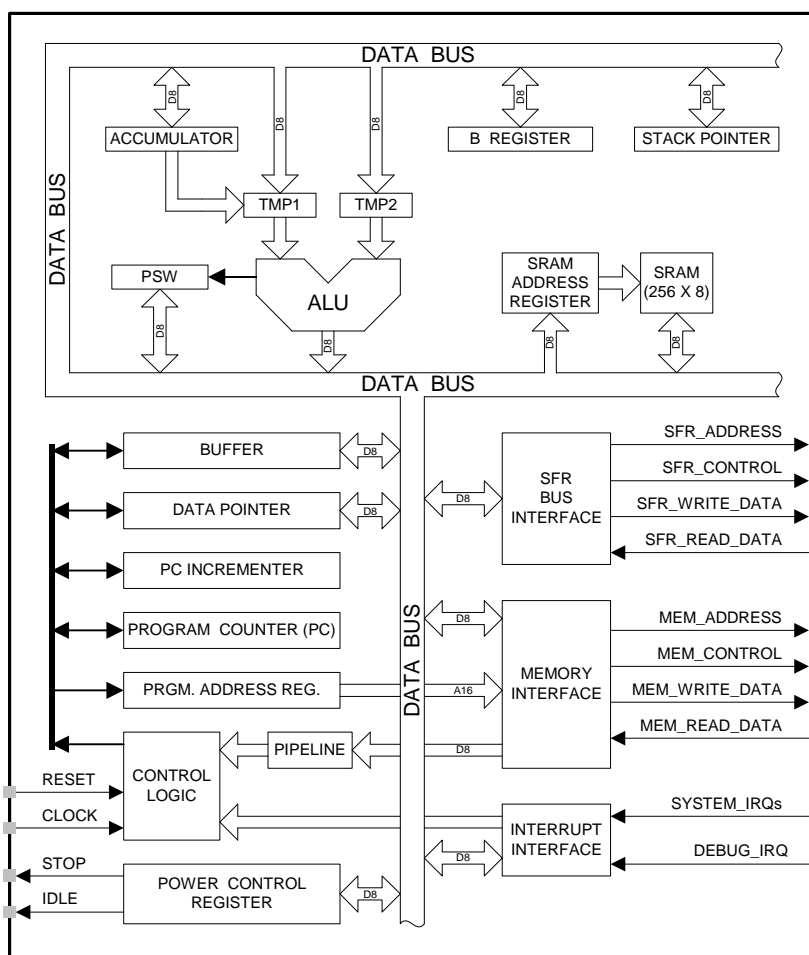 DATA BUS
D8
D8
D8
D8
D8
ACCUMULATOR
B REGISTER
STACK POINTER
DATA BUS
TMP1
TMP2
PSW
ALU
SRAM
ADDRESS
REGISTER
SRAM
(256 X 8)
D8
D8
D8
D8
DATA BUS
BUFFER
D8
DATA POINTER
D8
PC INCREMENTER
PROGRAM COUNTER (PC)
PRGM. ADDRESS REG.
A16
DATA BUS
D8
SFR
BUS
INTERFACE
SFR_ADDRESS
SFR_CONTROL
SFR_WRITE_DATA
SFR_READ_DATA
D8
MEMORY
INTERFACE
MEM_ADDRESS
MEM_CONTROL
MEM_WRITE_DATA
MEM_READ_DATA
CONTROL
LOGIC
PIPELINE
D8
RESET
CLOCK
INTERRUPT
INTERFACE
SYSTEM_IRQs
DEBUG_IRQ
D8
STOP
IDLE
POWER CONTROL
REGISTER
D8